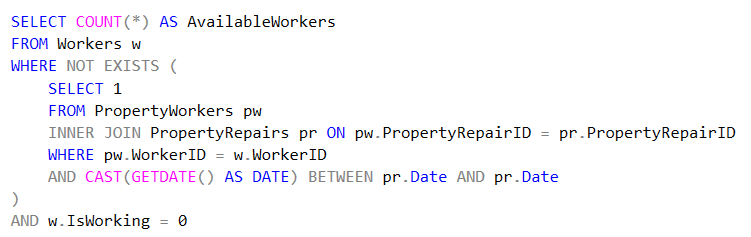 SELECT COUNT(*) AS AvailableWorkers
FROM Workers w
WHERE NOT EXISTS (
    SELECT 1
    FROM PropertyWorkers pw
    INNER JOIN PropertyRepairs pr ON pw.PropertyRepairID = pr.PropertyRepairID
    WHERE pw.WorkerID = w.WorkerID
    AND CAST(GETDATE() AS DATE) BETWEEN pr.Date AND pr.Date
)
AND w.IsWorking = 0